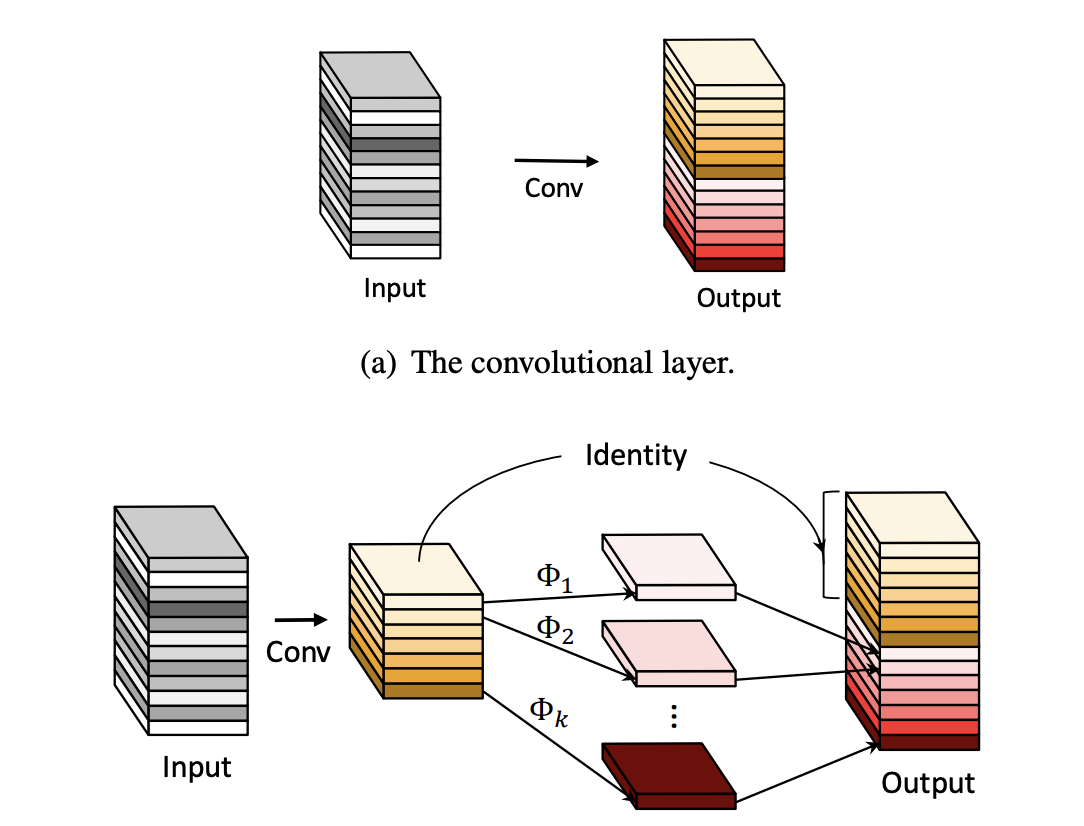 Input
Conv
Output
(a) The convolutional layer.
Identity
Input
Conv
Φ1
Φ2
Φk
⋮
Output